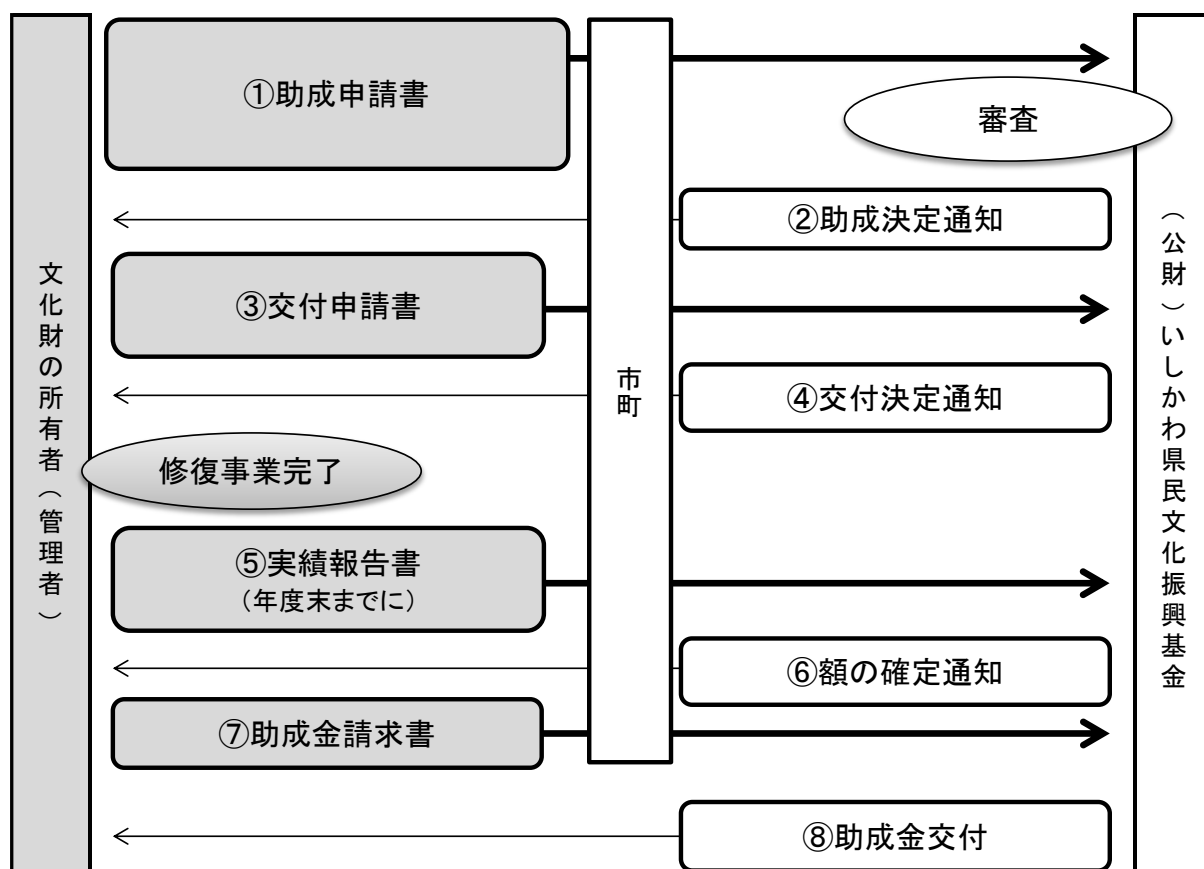 ①助成申請書
審査
②助成決定通知
③交付申請書
④交付決定通知
修復事業完了
⑤実績報告書
（年度末までに）
⑥額の確定通知
⑦助成金請求書
⑧助成金交付
文化財の所有者（管理者）
市町
（公財）いしかわ県民文化振興基金